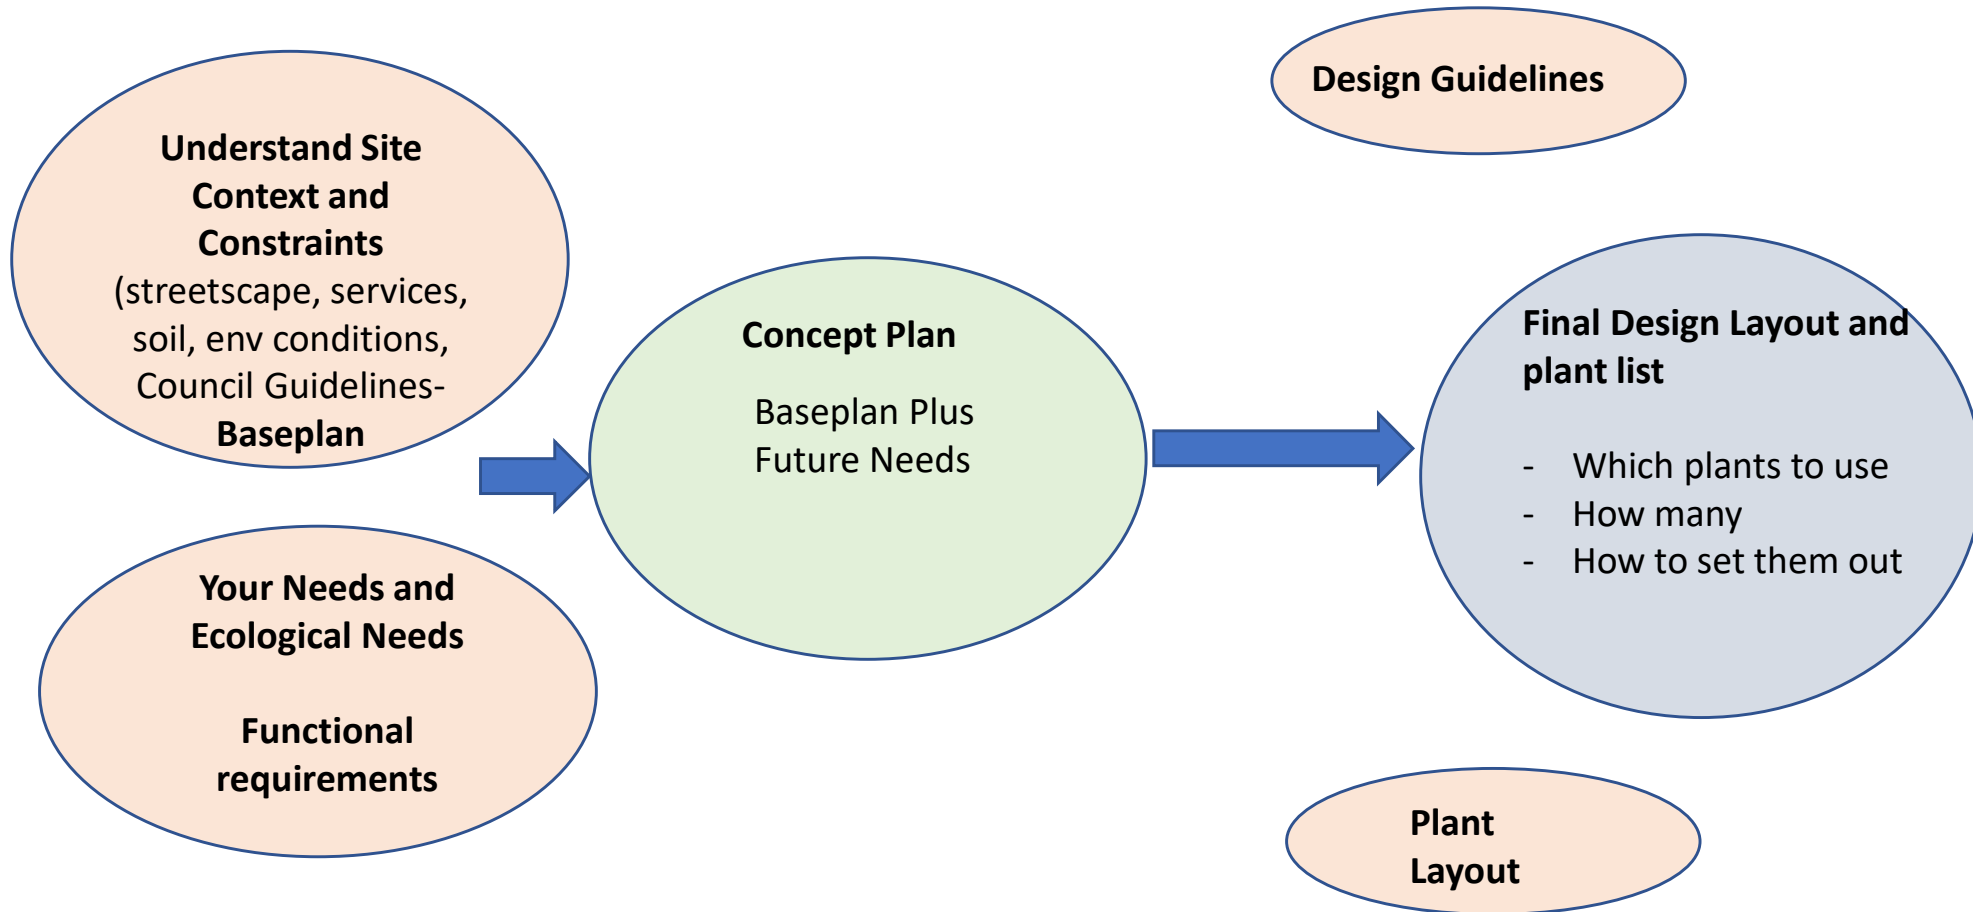 Understand Site
Context and
Constraints
(streetscape, services,
soil, env conditions,
Council Guidelines-
Baseplan
Your Needs and
Ecological Needs
Functional
requirements
Concept Plan
Baseplan Plus
Future Needs
Design Guidelines
Final Design Layout and
plant list
- Which plants to use
- How many
- How to set them out
Plant
Layout